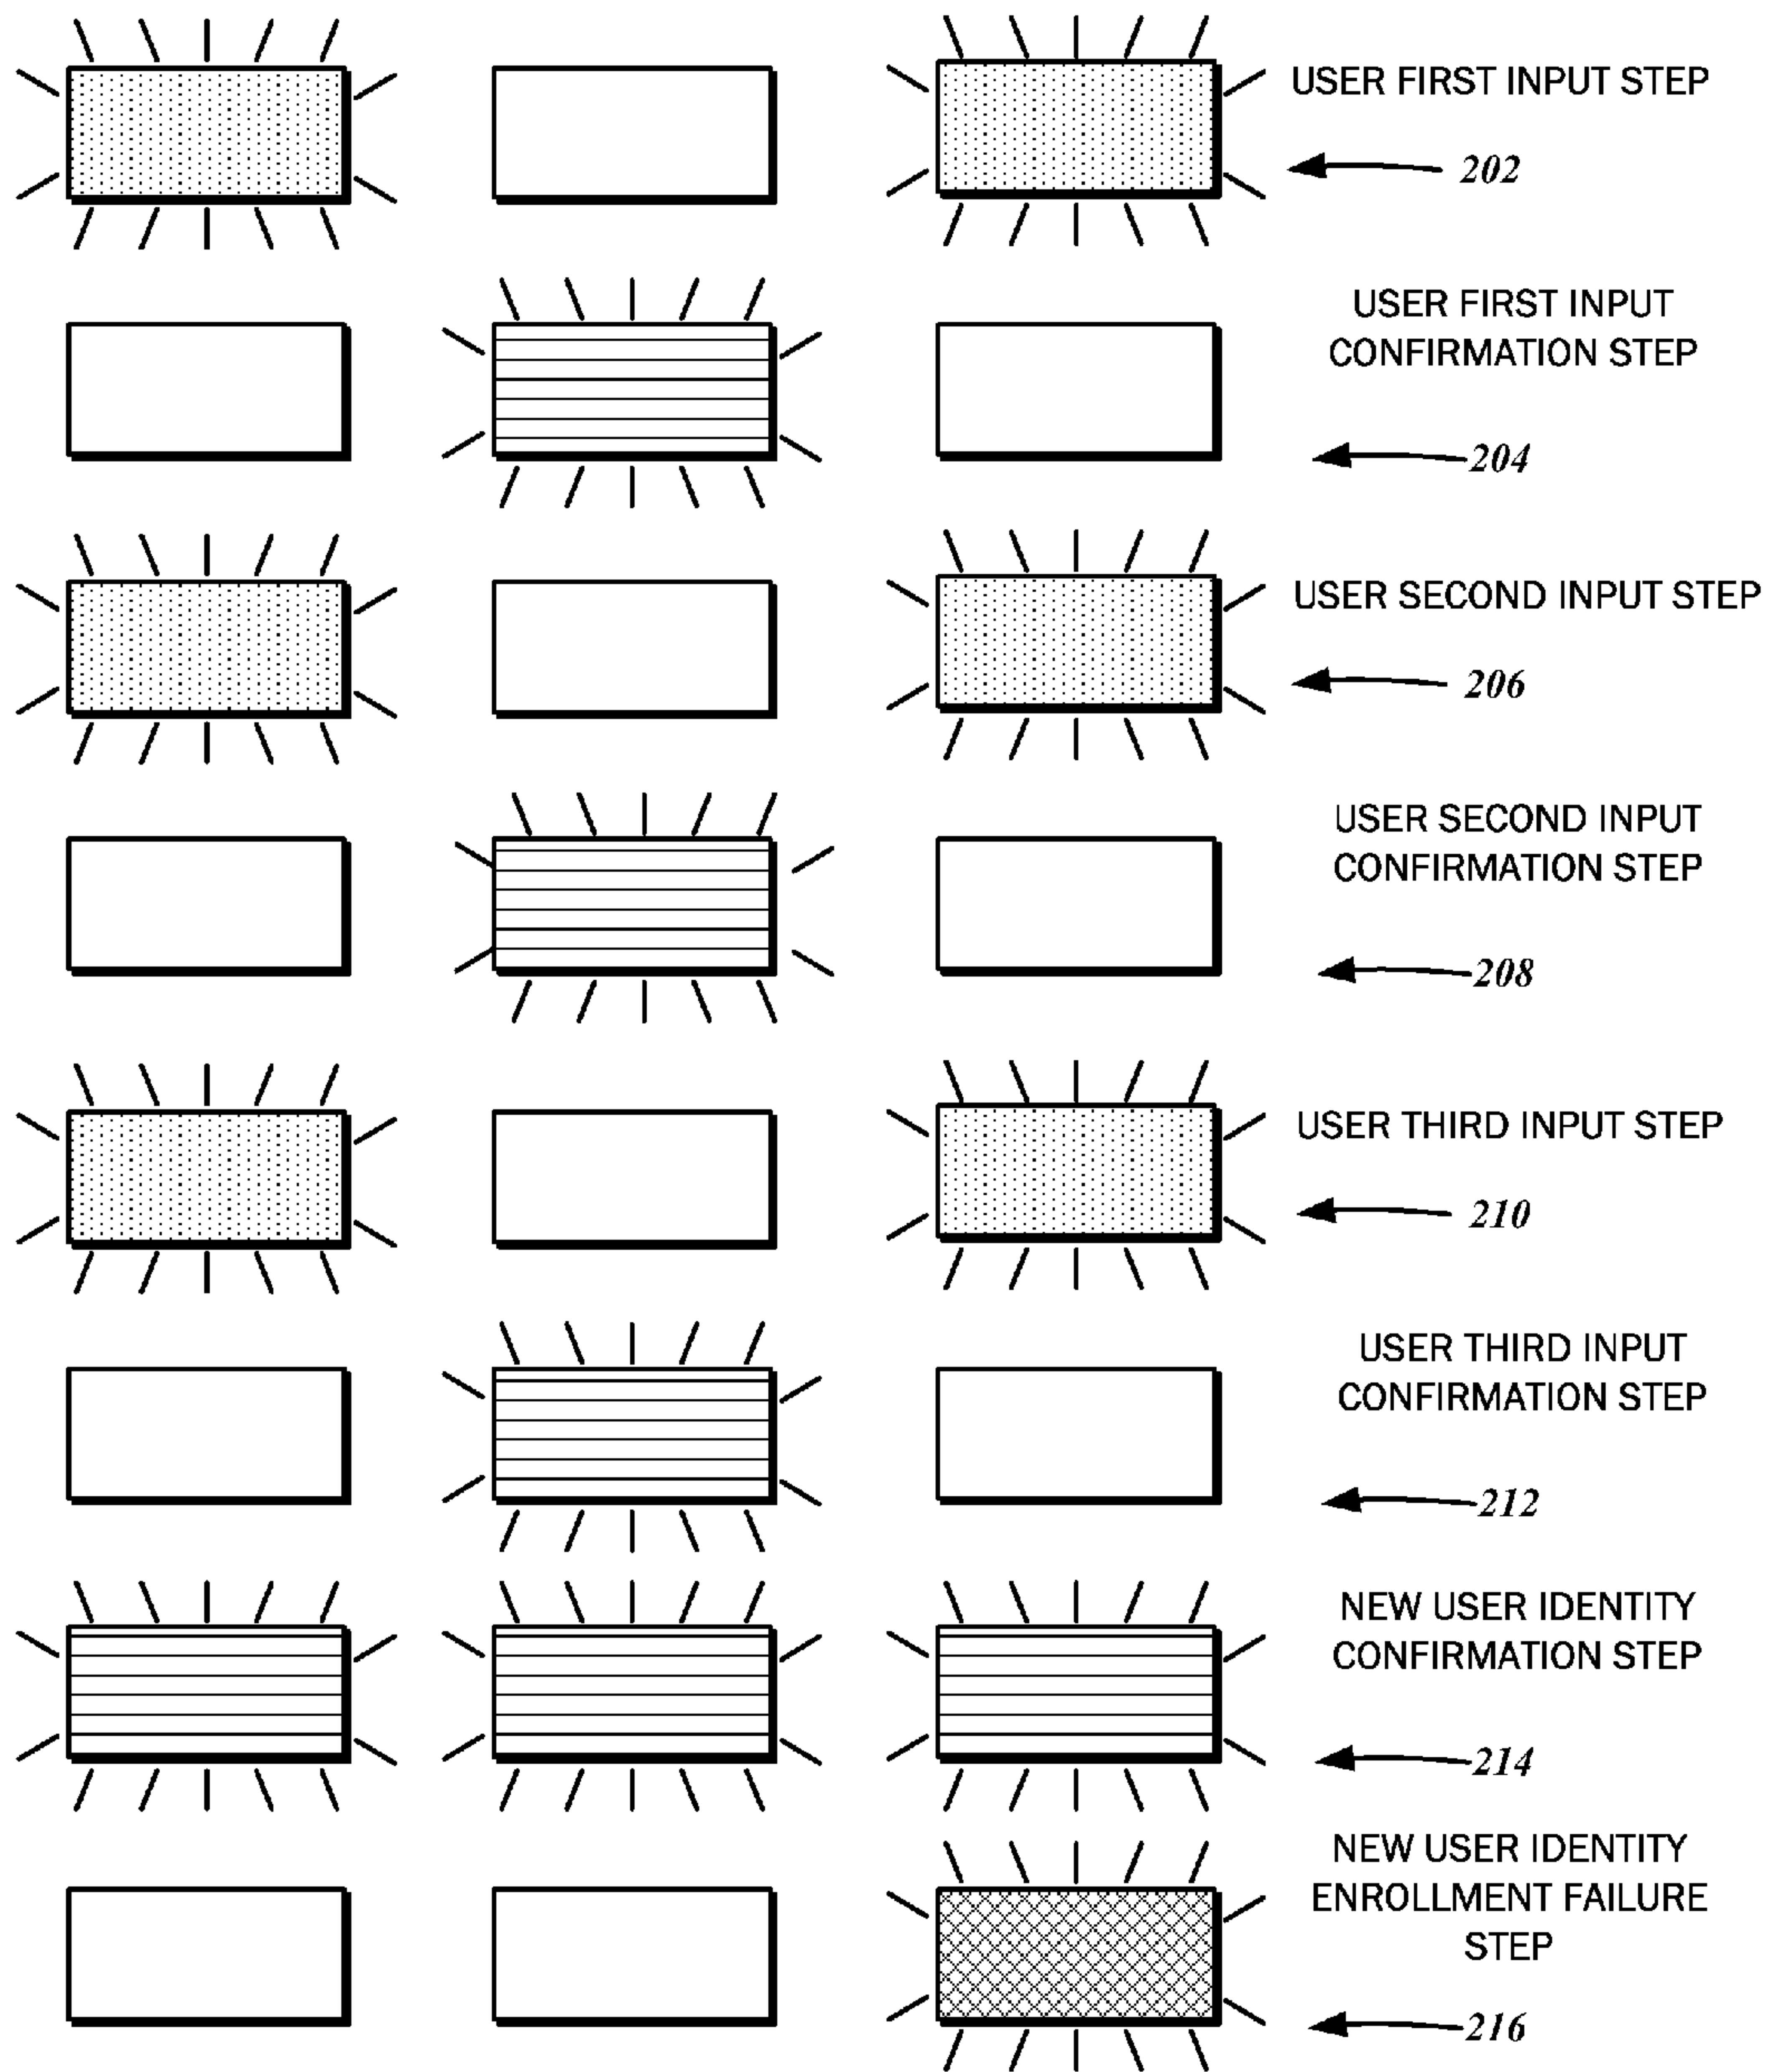 USER FIRST INPUT STEP
202
USER FIRST INPUT
CONFIRMATION STEP
204
USER SECOND INPUT STEP
206
USER SECOND INPUT
CONFIRMATION STEP
208
USER THIRD INPUT STEP
210
USER THIRD INPUT
CONFIRMATION STEP
212
NEW USER IDENTITY
CONFIRMATION STEP
214
NEW USER IDENTITY
ENROLLMENT FAILURE
STEP
216